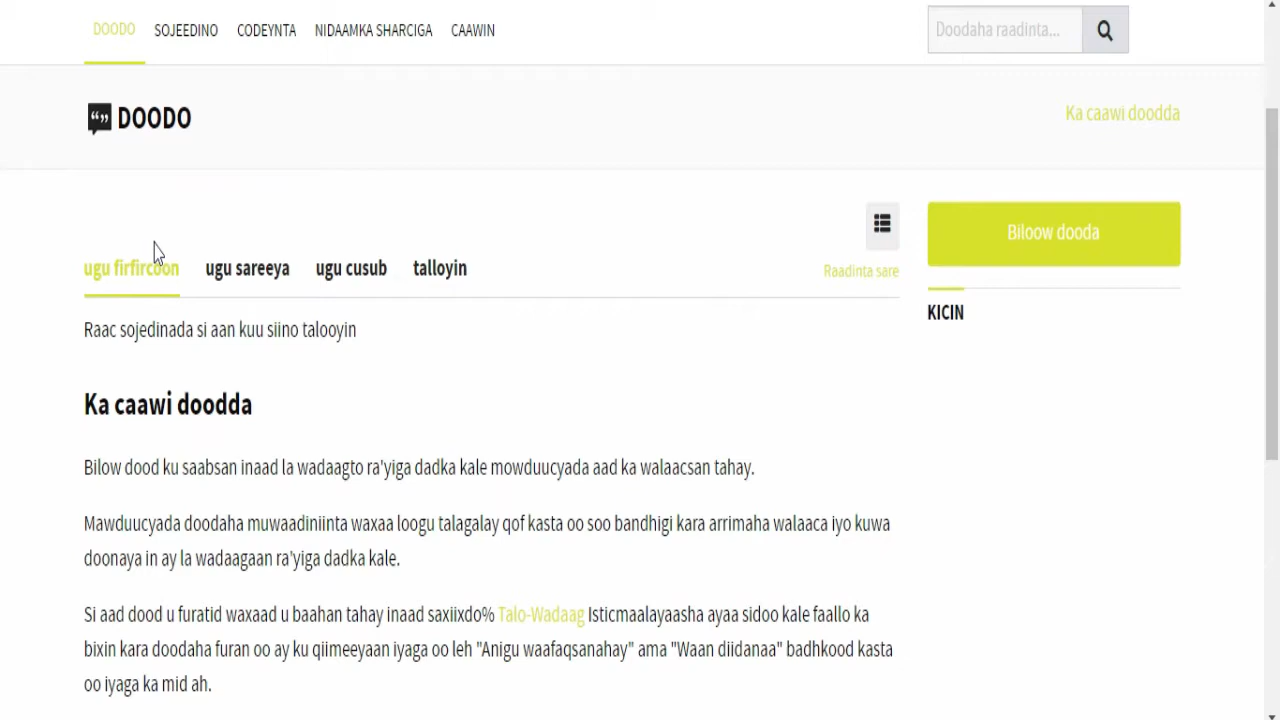 DOODO SOJEEDINO CODEYNTA NIDAAMKA SHARCIGA CAAWIN Doodaha raadinta...
DOODO
Ka caawi doodda
Biloow dooda
ugu firfircoon ugu sareeya ugu cusub talloyin Raadinta sare
KICIN
Raac sojedinada si aan kuu siino talooyin
Ka caawi doodda
Bilow dood ku saabsan inaad la wadaagto ra'yiga dadka kale mowduucyada aad ka walaacsan tahay.
Mawduucyada doodaha muwaadiniinta waxaa loogu talagalay qof kasta oo soo bandhigi kara arrimaha walaaca iyo kuwa
doonaya in ay la wadaagaan ra'yiga dadka kale.
Si aad dood u furatid waxaad u baahan tahay inaad saxiixdo% Talo-Wadaag Isticmaalayaasha ayaa sidoo kale faallo ka
bixin kara doodaha furan oo ay ku qiimeeyaan iyaga oo leh "Anigu waafaqsanahay" ama "Waan diidanaa" badhkood kasta
oo iyaga ka mid ah.